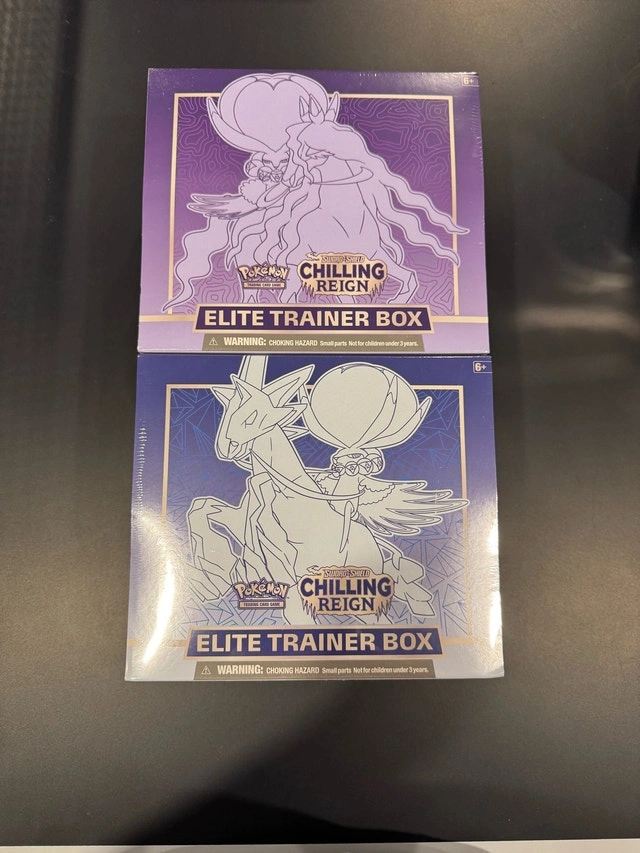 6+
Pokémon
TRADING CARD GAME
SWORD & SHIELD
CHILLING
REIGN
ELITE TRAINER BOX
WARNING: CHOKING HAZARD Small parts Not for children under 3 years.
6+
Pokémon
TRADING CARD GAME
SWORD & SHIELD
CHILLING
REIGN
ELITE TRAINER BOX
WARNING: CHOKING HAZARD Small parts Not for children under 3 years.